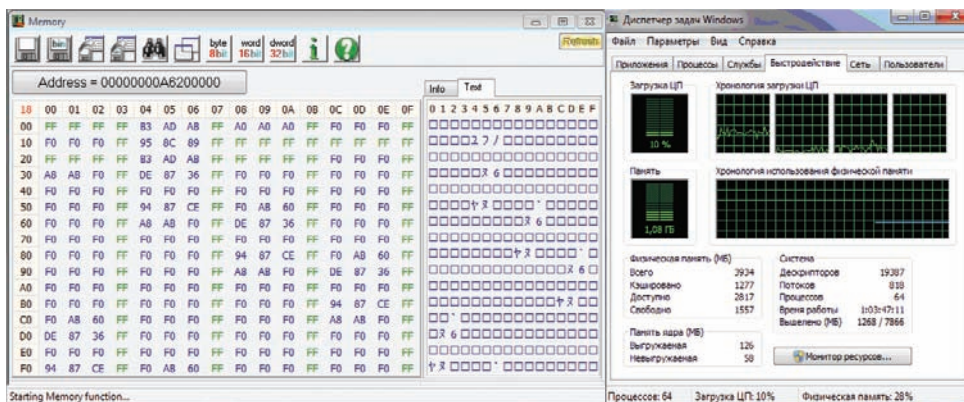 Memory
byte 8bit word 16bit dword 32bit Refresh
Address = 00000000A6200000
Info Text
18 00 01 02 03 04 05 06 07 08 09 0A 0B 0C 0D 0E 0F 0 1 2 3 4 5 6 7 8 9 A B C D E F
00 FF FF FF FF B3 AD AB FF A0 A0 A0 FF F0 F0 F0 FF
10 F0 F0 F0 FF 95 8C 89 FF FF FF FF FF FF FF FF FF
20 FF FF FF FF B3 AD AB FF FF FF FF FF F0 F0 F0 FF
30 A8 AB F0 FF DE 87 36 FF F0 F0 F0 FF F0 F0 F0 FF
40 F0 F0 F0 FF F0 F0 F0 FF F0 F0 F0 FF F0 F0 F0 FF
50 F0 F0 F0 FF 94 87 CE FF F0 AB 60 FF F0 F0 F0 FF
60 F0 F0 F0 FF A8 AB F0 FF DE 87 36 FF F0 F0 F0 FF
70 F0 F0 F0 FF F0 F0 F0 FF F0 F0 F0 FF F0 F0 F0 FF
80 F0 F0 F0 FF F0 F0 F0 FF 94 87 CE FF F0 AB 60 FF
90 F0 F0 F0 FF F0 F0 F0 FF A8 AB F0 FF DE 87 36 FF
A0 F0 F0 F0 FF F0 F0 F0 FF F0 F0 F0 FF F0 F0 F0 FF
B0 F0 F0 F0 FF F0 F0 F0 FF F0 F0 F0 FF 94 87 CE FF
C0 F0 AB 60 FF F0 F0 F0 FF F0 F0 F0 FF A8 AB F0 FF
D0 DE 87 36 FF F0 F0 F0 FF F0 F0 F0 FF F0 F0 F0 FF
E0 F0 F0 F0 FF F0 F0 F0 FF F0 F0 F0 FF F0 F0 F0 FF
F0 94 87 CE FF F0 AB 60 FF F0 F0 F0 FF F0 F0 F0 FF
Starting Memory function...
Диспетчер задач Windows
Файл Параметры Вид Справка
Приложения Процессы Службы Быстродействие Сеть Пользователи
Загрузка ЦП Хронология загрузки ЦП
10 %
Память Хронология использования физической памяти
1,08 ГБ
Физическая память (МБ)
Всего 3934
Кэшировано 1277
Доступно 2817
Свободно 1557
Память ядра (МБ)
Выгружаемая 126
Невыгружаемая 58
Система
Дескрипторов 19387
Потоков 818
Процессов 64
Время работы 1:03:47:11
Выделено (МБ) 1268 / 7866
Монитор ресурсов...
Процессов: 64 Загрузка ЦП: 10% Физическая память: 28%